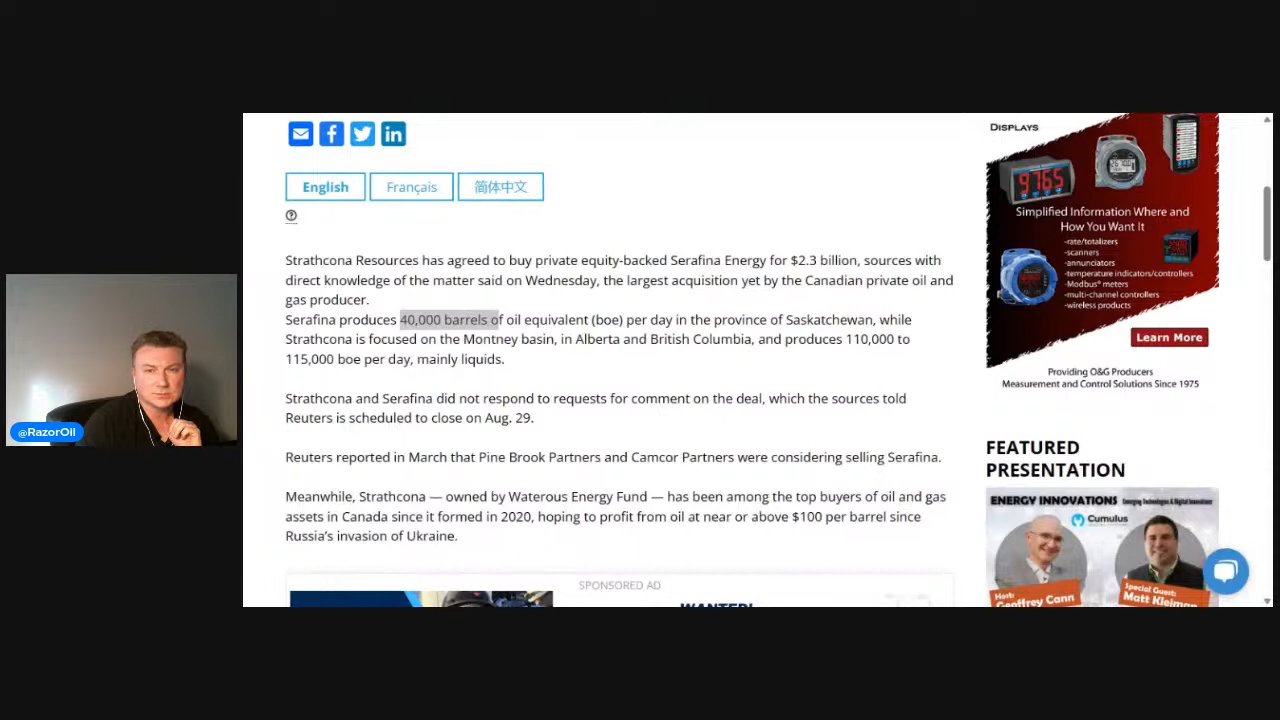 English
Français
简体中文
Strathcona Resources has agreed to buy private equity-backed Serafina Energy for $2.3 billion, sources with
direct knowledge of the matter said on Wednesday, the largest acquisition yet by the Canadian private oil and
gas producer.
Serafina produces 40,000 barrels of oil equivalent (boe) per day in the province of Saskatchewan, while
Strathcona is focused on the Montney basin, in Alberta and British Columbia, and produces 110,000 to
115,000 boe per day, mainly liquids.
Strathcona and Serafina did not respond to requests for comment on the deal, which the sources told
Reuters is scheduled to close on Aug. 29.
Reuters reported in March that Pine Brook Partners and Camcor Partners were considering selling Serafina.
Meanwhile, Strathcona — owned by Waterous Energy Fund — has been among the top buyers of oil and gas
assets in Canada since it formed in 2020, hoping to profit from oil at near or above $100 per barrel since
Russia’s invasion of Ukraine.
SPONSORED AD
WANTED!
@RazorOil
DISPLAYS
9765
Simplified Information Where and
How You Want It
-rate/totalizers
-scanners
-annunciators
-temperature indicators/controllers
-Modbus® meters
-multi-channel controllers
-wireless products
Learn More
Providing O&G Producers
Measurement and Control Solutions Since 1975
FEATURED
PRESENTATION
ENERGY INNOVATIONS
Cumulus
Host:
Geoffrey Cann
Special Guest:
Matt Kleiman